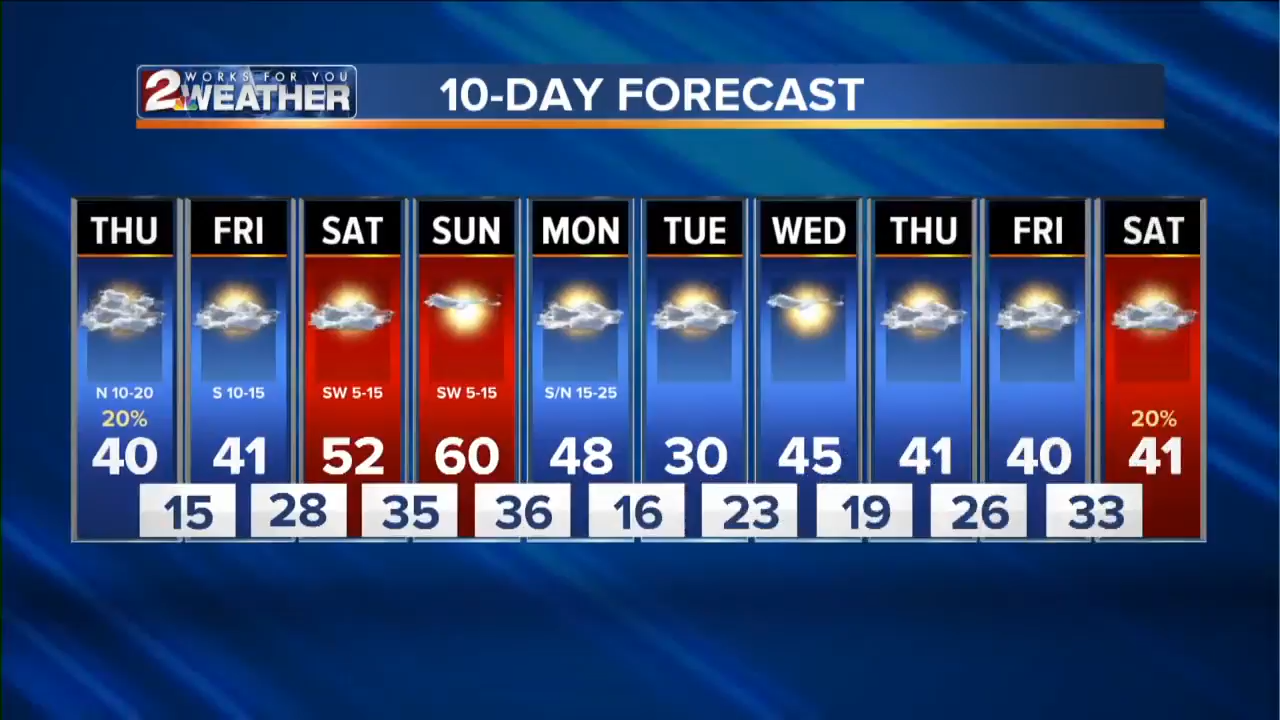 2 WORKS FOR YOU
WEATHER
10-DAY FORECAST
THU FRI SAT SUN MON TUE WED THU FRI SAT
N 10-20 S 10-15 SW 5-15 SW 5-15 S/N 15-25
20% 20%
40 41 52 60 48 30 45 41 40 41
15 28 35 36 16 23 19 26 33